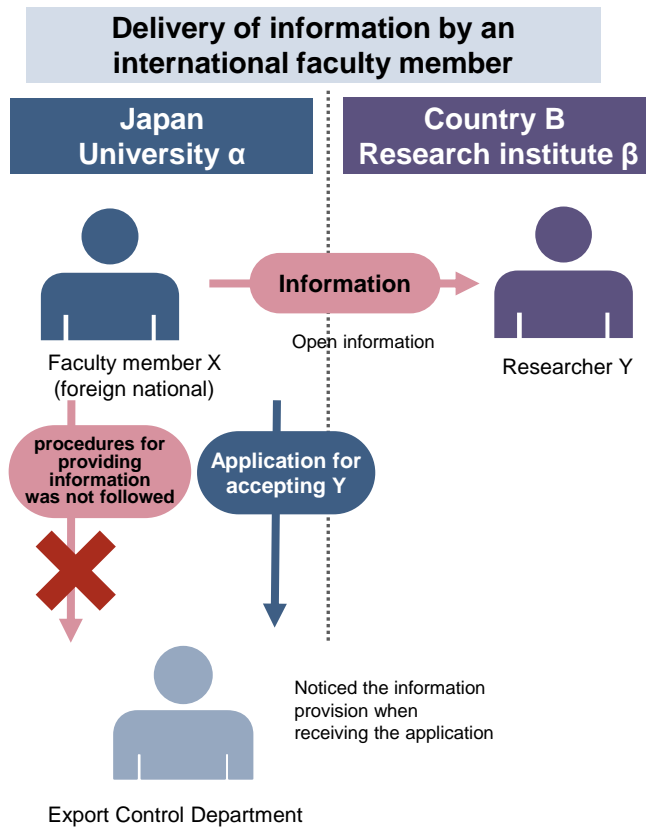 Delivery of information by an
international faculty member
Japan
University α
Country B
Research institute β
Information
Open information
Faculty member X
(foreign national)
Researcher Y
procedures for
providing
information
was not followed
Application for
accepting Y
Noticed the information
provision when
receiving the application
Export Control Department